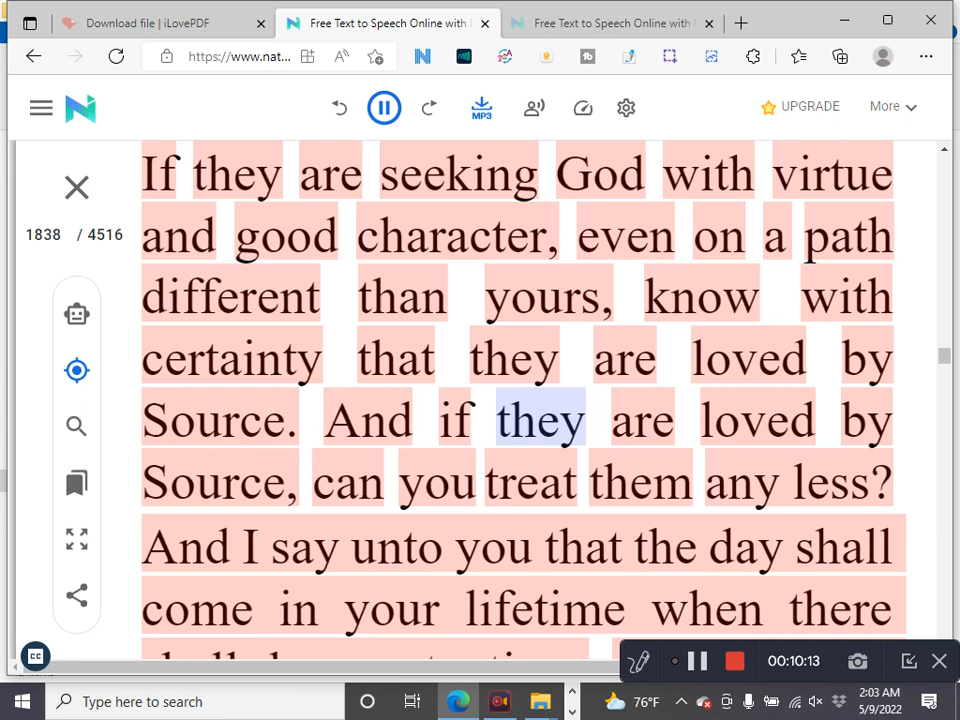 Download file | iLovePDF
Free Text to Speech Online with
Free Text to Speech Online with
https://www.nat...
MP3
UPGRADE
More
1838 / 4516
If they are seeking God with virtue
and good character, even on a path
different than yours, know with
certainty that they are loved by
Source. And if they are loved by
Source, can you treat them any less?
And I say unto you that the day shall
come in your lifetime when there
CC
00:10:13
Type here to search
76°F
2:03 AM
5/9/2022